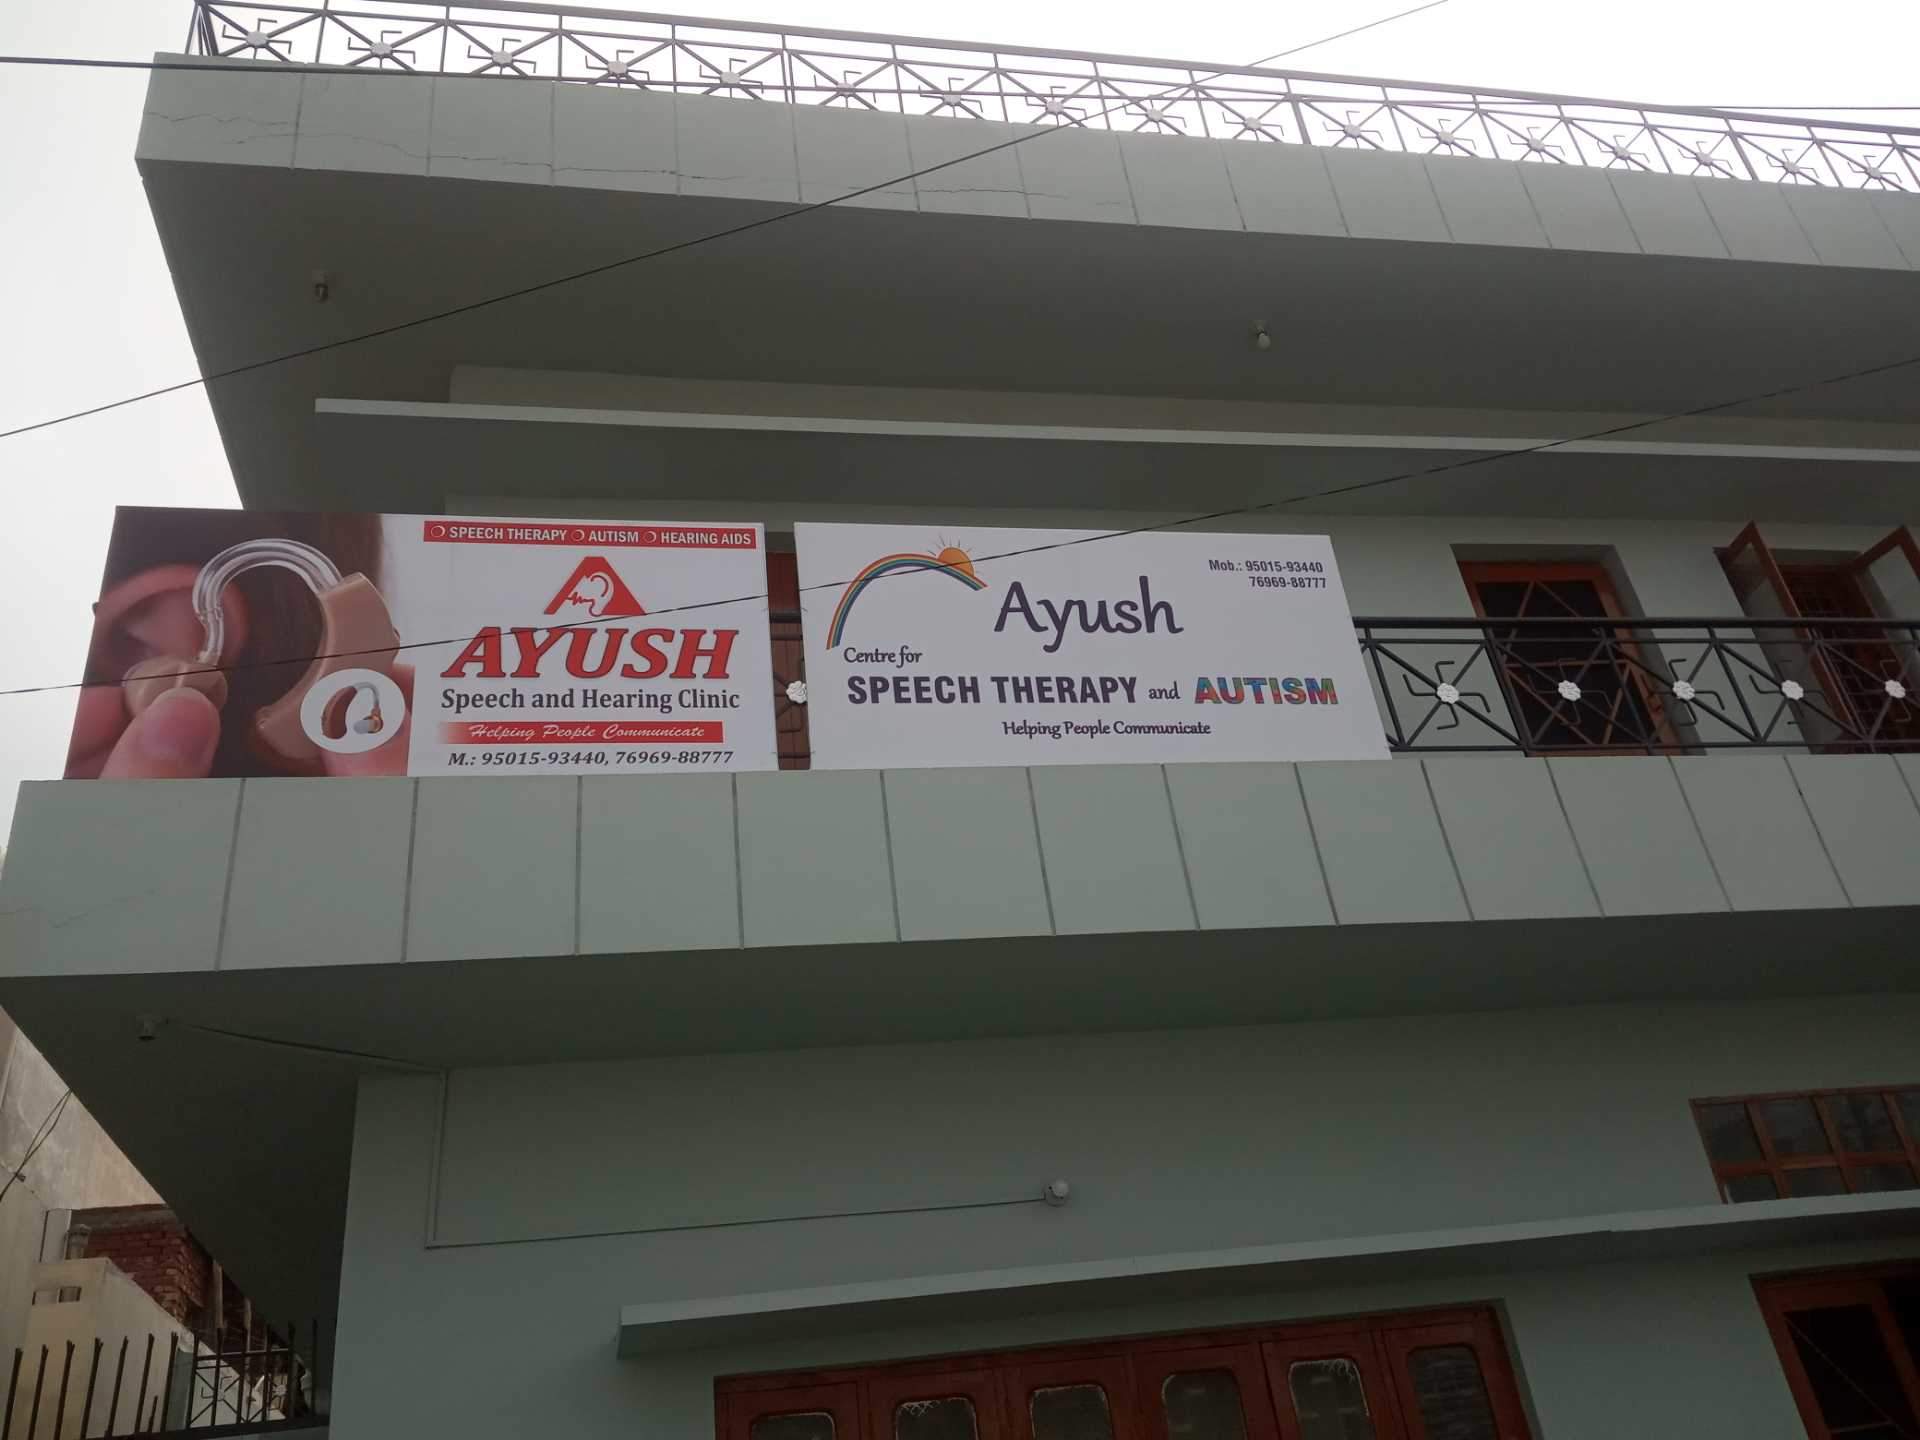 ○ SPEECH THERAPY ○ AUTISM ○ HEARING AIDS
AYUSH
Speech and Hearing Clinic
Helping People Communicate
M.: 95015-93440, 76969-88777
Mob.: 95015-93440
76969-88777
Ayush
Centre for
SPEECH THERAPY and AUTISM
Helping People Communicate